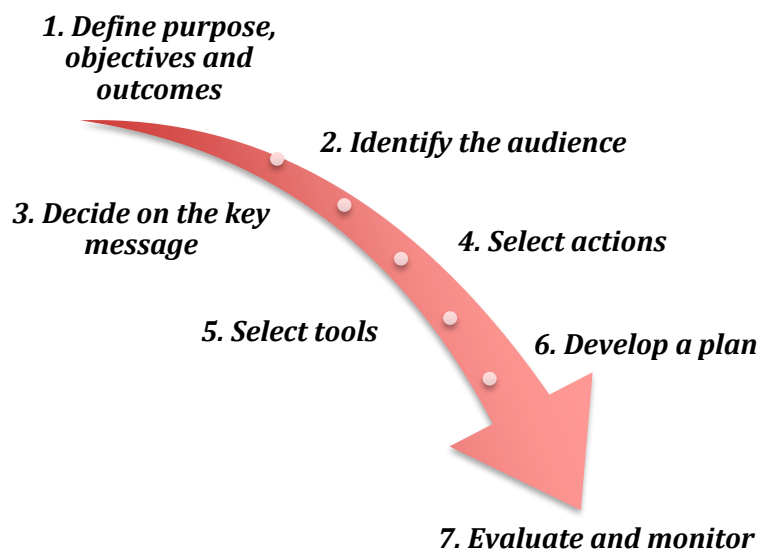 1. Define purpose,
objectives and
outcomes
2. Identify the audience
3. Decide on the key
message
4. Select actions
5. Select tools
6. Develop a plan
7. Evaluate and monitor